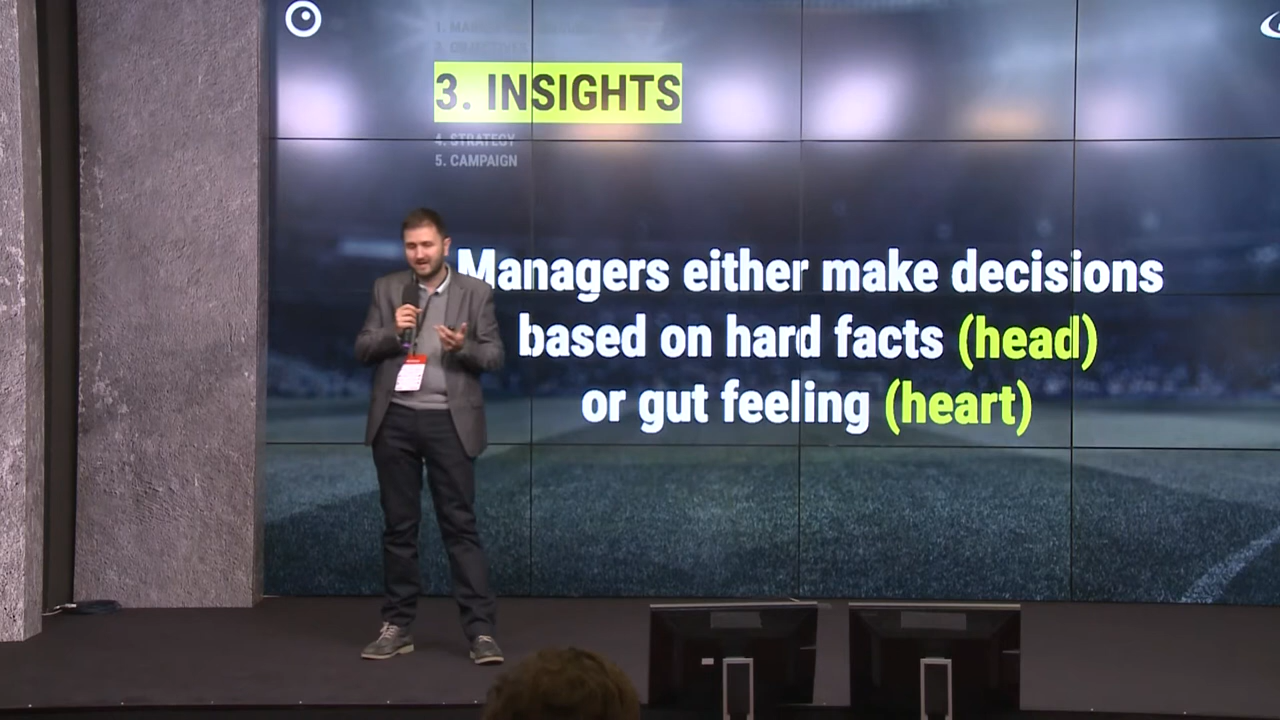 3. INSIGHTS
4. STRATEGY
5. CAMPAIGN
Managers either make decisions
based on hard facts (head)
or gut feeling (heart)